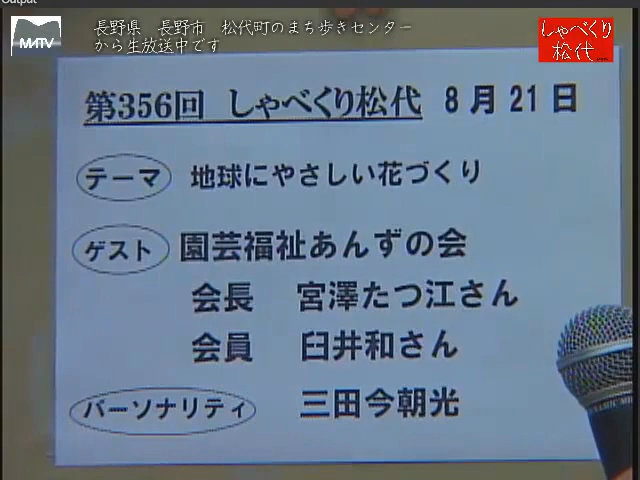 Output
MATV
長野県 長野市 松代町のまち歩きセンター
から生放送中です
しゃべくり
松代
第356回 しゃべくり松代 8月21日
テーマ 地球にやさしい花づくり
ゲスト 園芸福祉あんずの会
会長 宮澤たつ江さん
会員 臼井和さん
パーソナリティ 三田今朝光